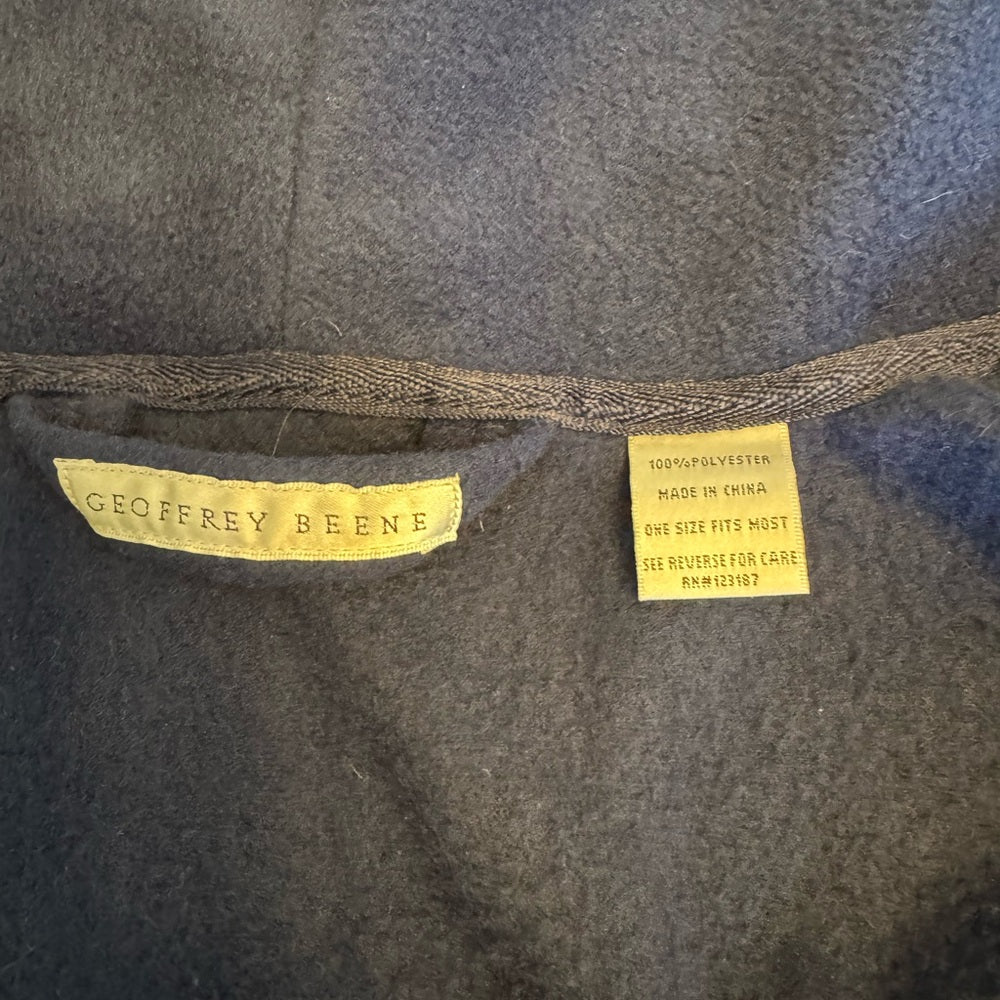 GEOFFREY BEENE
100%POLYESTER
MADE IN CHINA
ONE SIZE FITS MOST
SEE REVERSE FOR CARE
RN#123187